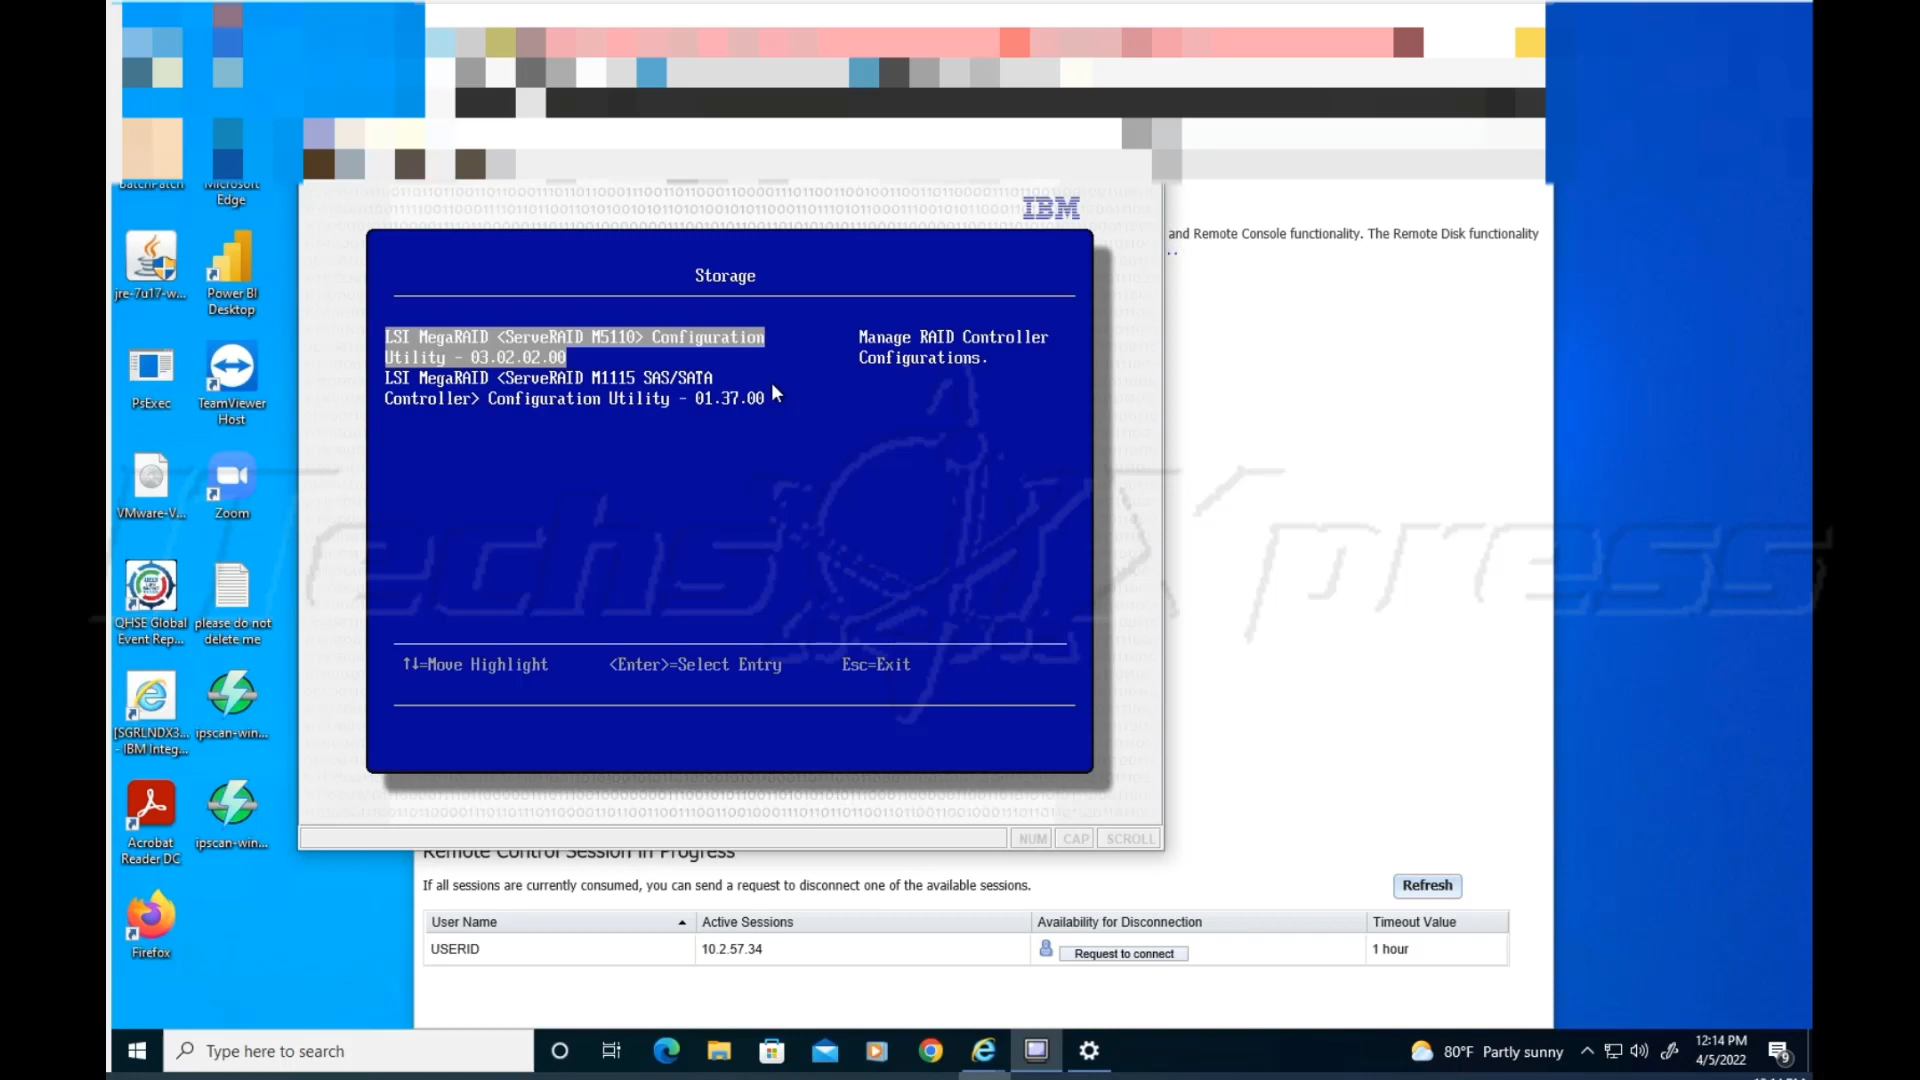 BatchPatch
Microsoft
Edge
IBM
and Remote Console functionality. The Remote Disk functionality
jre-7u17-w...
Power BI
Desktop
Storage
LSI MegaRAID <ServeRAID M5110> Configuration
Utility - 03.02.02.00
LSI MegaRAID <ServeRAID M1115 SAS/SATA
Controller> Configuration Utility - 01.37.00
Manage RAID Controller
Configurations.
PsExec
TeamViewer
Host
VMware-V...
Zoom
ITechsXpress
QHSE Global
Event Rep...
please do not
delete me
↑↓=Move Highlight
<Enter>=Select Entry
Esc=Exit
[SGRLNDX3...
- IBM Integ...
ipscan-win...
Acrobat
Reader DC
ipscan-win...
NUM
CAP
SCROLL
Remote Control Session in Progress
If all sessions are currently consumed, you can send a request to disconnect one of the available sessions.
Refresh
User Name
Active Sessions
Availability for Disconnection
Timeout Value
USERID
10.2.57.34
Request to connect
1 hour
Firefox
Type here to search
80°F Partly sunny
12:14 PM
4/5/2022
9